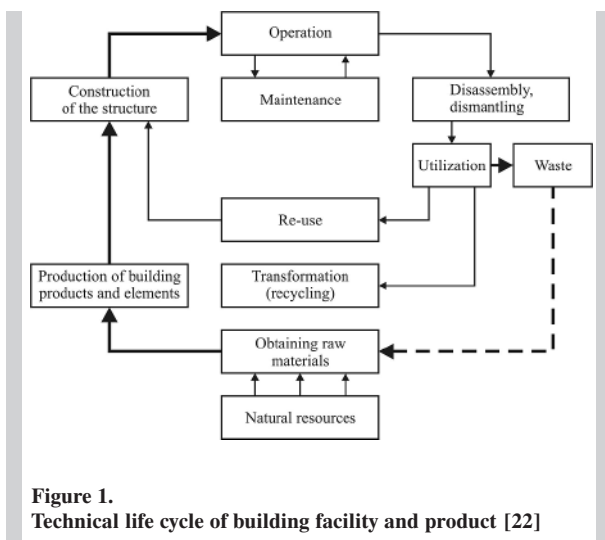 Operation
Construction
of the structure
Maintenance
Disassembly,
dismantling
Utilization
Waste
Re-use
Production of building
products and elements
Transformation
(recycling)
Obtaining raw
materials
Natural resources
Figure 1.
Technical life cycle of building facility and product [22]